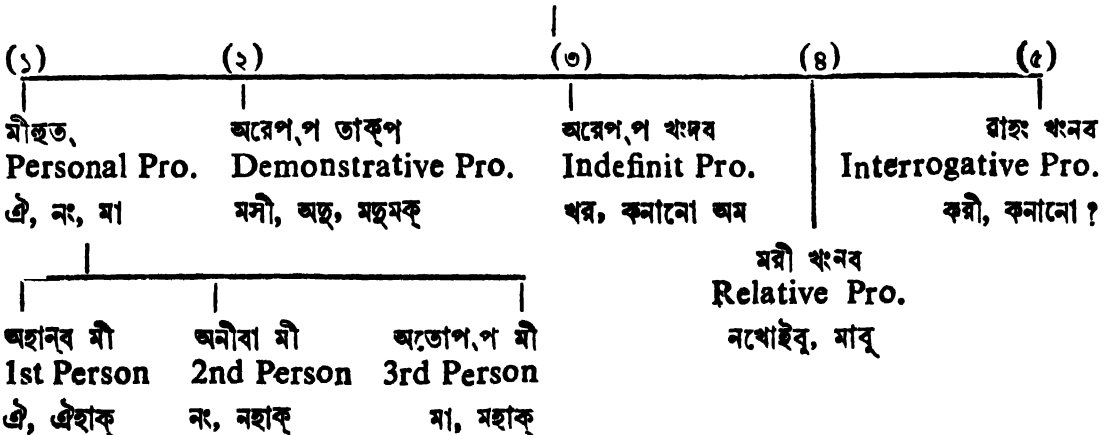 (১) (২) (৩) (৪) (৫)
মীহুত্ অরেপ্প তাক্প অরেপ্প খংদব রাহং খংনব
Personal Pro. Demonstrative Pro. Indefinit Pro. Interrogative Pro.
ঐ, নং, মা মসী, অদু, মদুমক্ খর, কনানো অম করী, কনানো ?
মরী খংনব
Relative Pro.
নখোইবু, মাবু
অহান্ব মী অনীবা মী অতোপ্প মী
1st Person 2nd Person 3rd Person
ঐ, ঐহাক্ নং, নহাক্ মা, মহাক্